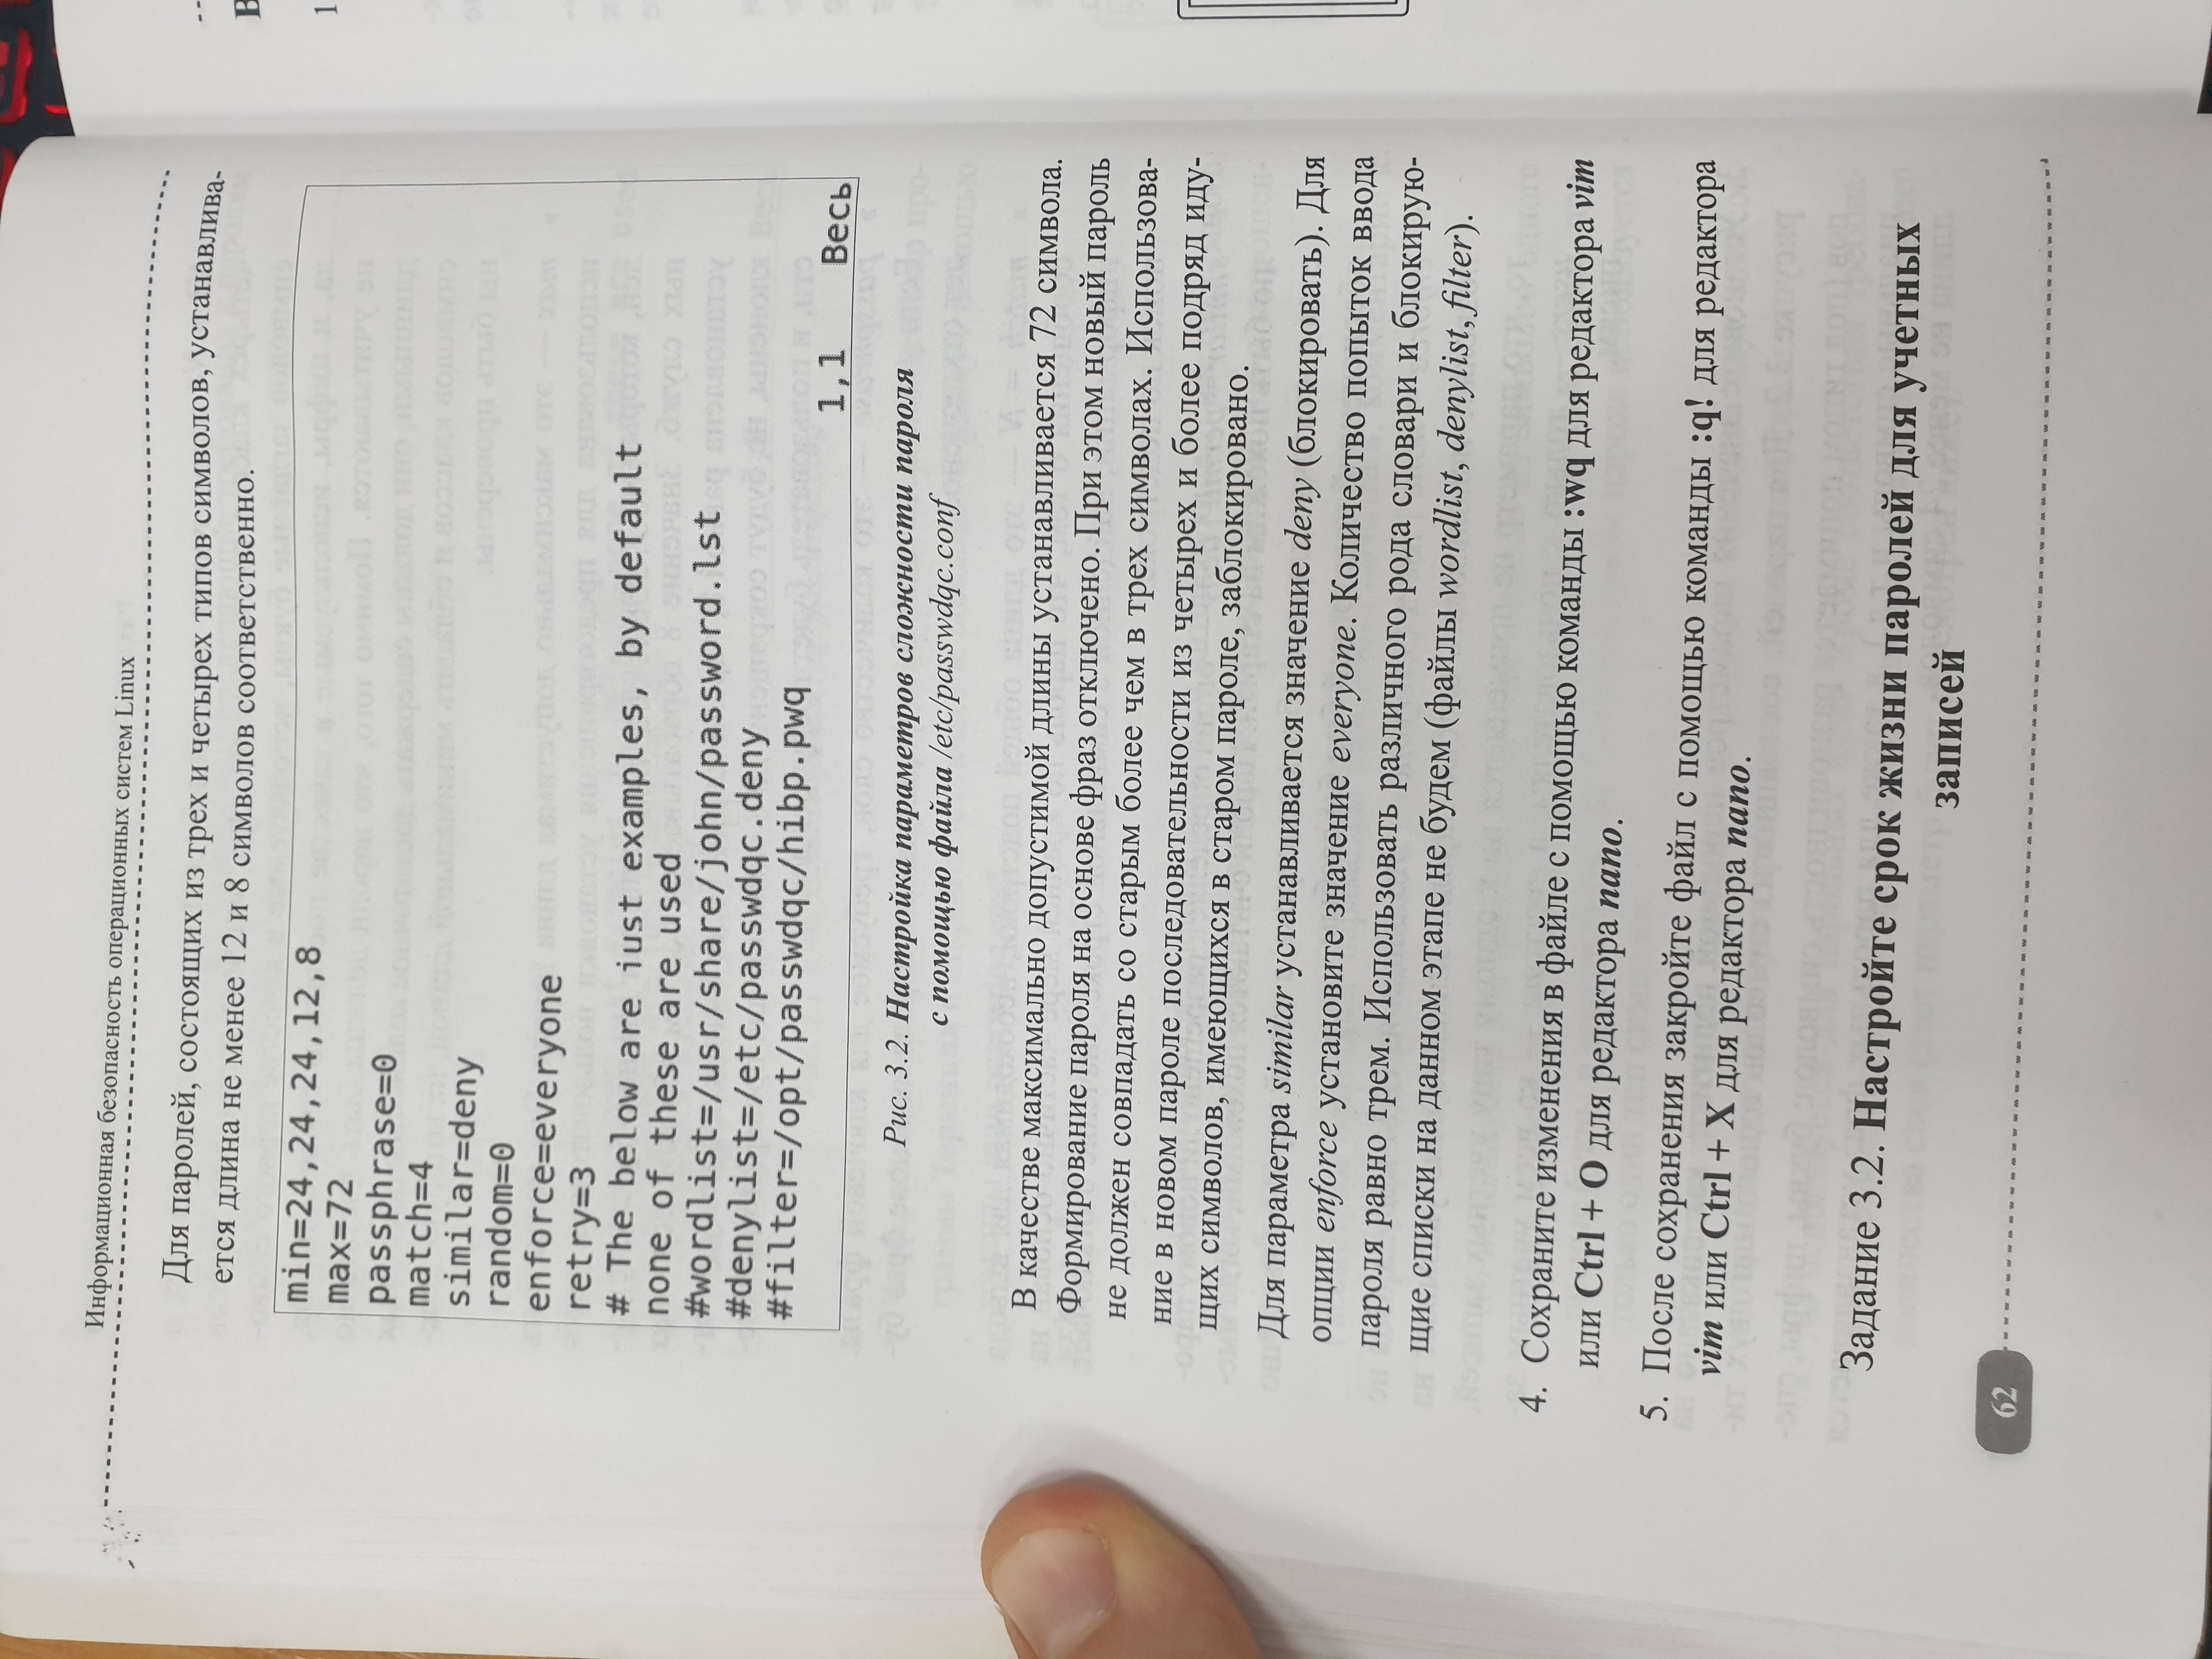 Информационная безопасность операционных систем Linux
Для паролей, состоящих из трех и четырех типов символов, устанавлива-
ется длина не менее 12 и 8 символов соответственно.
min=24,24,24,12,8
max=72
passphrase=0
match=4
similar=deny
random=0
enforce=everyone
retry=3
# The below are just examples, by default
none of these are used
#wordlist=/usr/share/john/password.lst
#denylist=/etc/passwdqc.deny
#filter=/opt/passwdqc/hibp.pwq
1,1 Весь
Рис. 3.2. Настройка параметров сложности пароля
с помощью файла /etc/passwdqc.conf
В качестве максимально допустимой длины устанавливается 72 символа.
Формирование пароля на основе фраз отключено. При этом новый пароль
не должен совпадать со старым более чем в трех символах. Использова-
ние в новом пароле последовательности из четырех и более подряд иду-
щих символов, имеющихся в старом пароле, заблокировано.
Для параметра similar устанавливается значение deny (блокировать). Для
опции enforce установите значение everyone. Количество попыток ввода
пароля равно трем. Использовать различного рода словари и блокирую-
щие списки на данном этапе не будем (файлы wordlist, denylist, filter).
4. Сохраните изменения в файле с помощью команды :wq для редактора vim
или Ctrl + O для редактора nano.
5. После сохранения закройте файл с помощью команды :q! для редактора
vim или Ctrl + X для редактора nano.
Задание 3.2. Настройте срок жизни паролей для учетных
записей
62